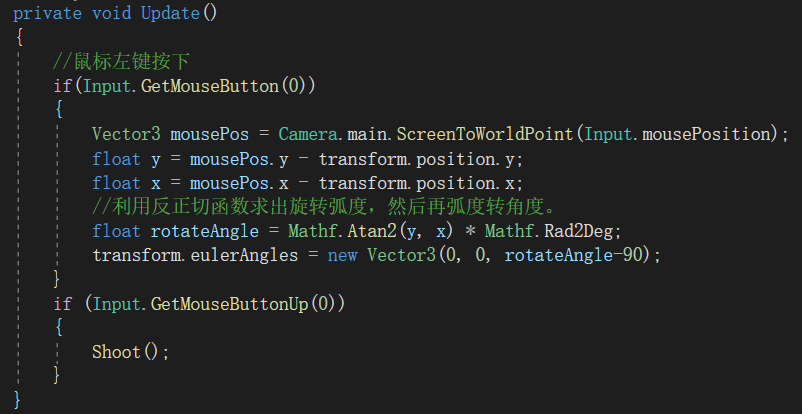 private void Update()
{
//鼠标左键按下
if(Input.GetMouseButton(0))
{
Vector3 mousePos = Camera.main.ScreenToWorldPoint(Input.mousePosition);
float y = mousePos.y - transform.position.y;
float x = mousePos.x - transform.position.x;
//利用反正切函数求出旋转弧度，然后再弧度转角度。
float rotateAngle = Mathf.Atan2(y, x) * Mathf.Rad2Deg;
transform.eulerAngles = new Vector3(0, 0, rotateAngle-90);
}
if (Input.GetMouseButtonUp(0))
{
Shoot();
}
}